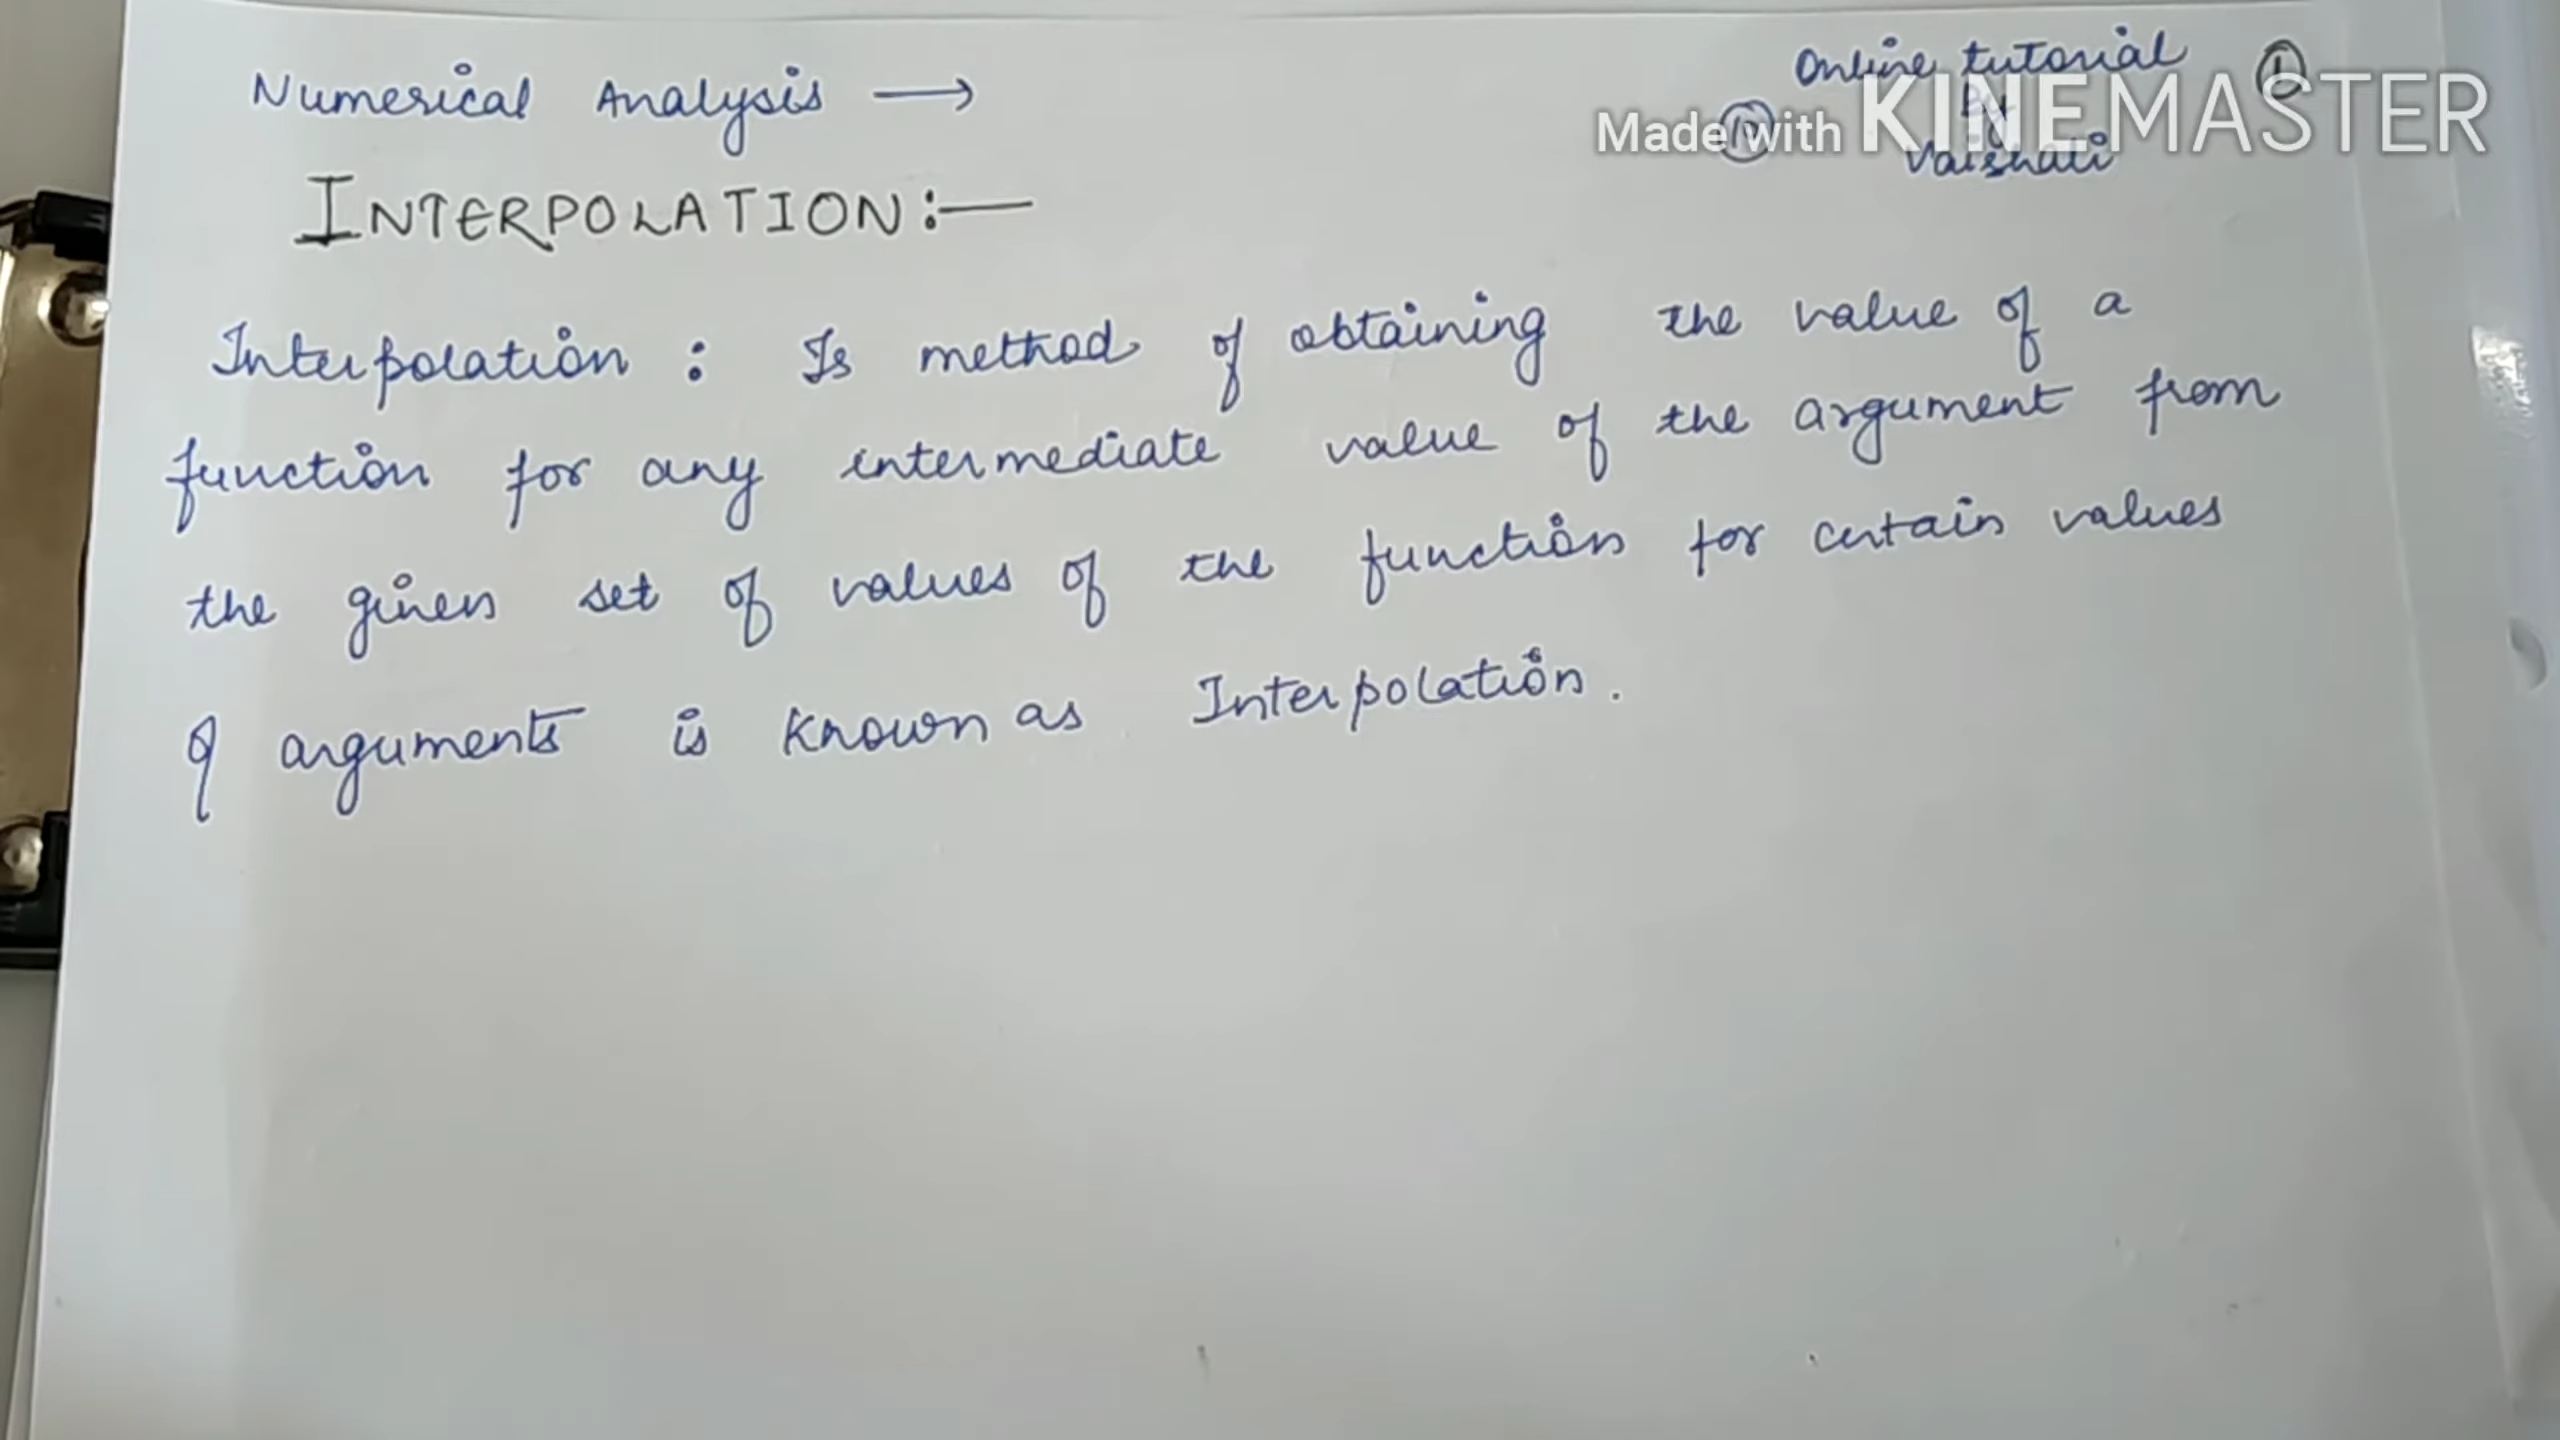 Numerical Analysis →
Online tutorial ①
By
Vaishali
Made with KINEMASTER
INTERPOLATION:—
Interpolation : Is method of obtaining the value of a
function for any intermediate value of the argument from
the given set of values of the function for certain values
of arguments is known as Interpolation.